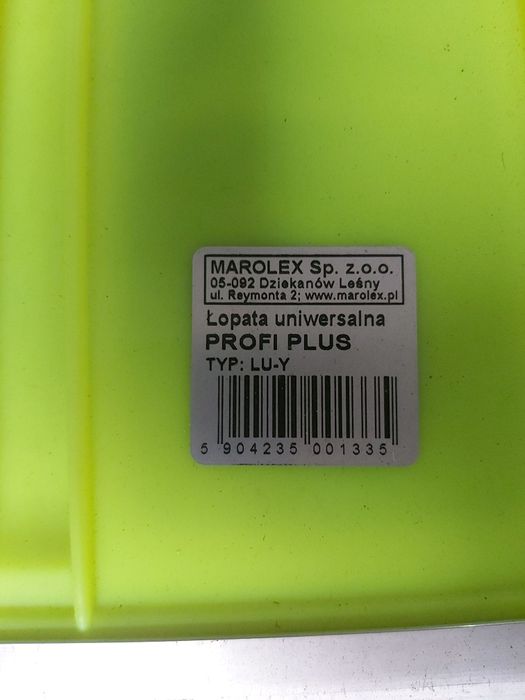 MAROLEX Sp. z.o.o.
05-092 Dziekanów Leśny
ul. Reymonta 2; www.marolex.pl
Łopata uniwersalna
PROFI PLUS
TYP: LU-Y
5 904235 001335